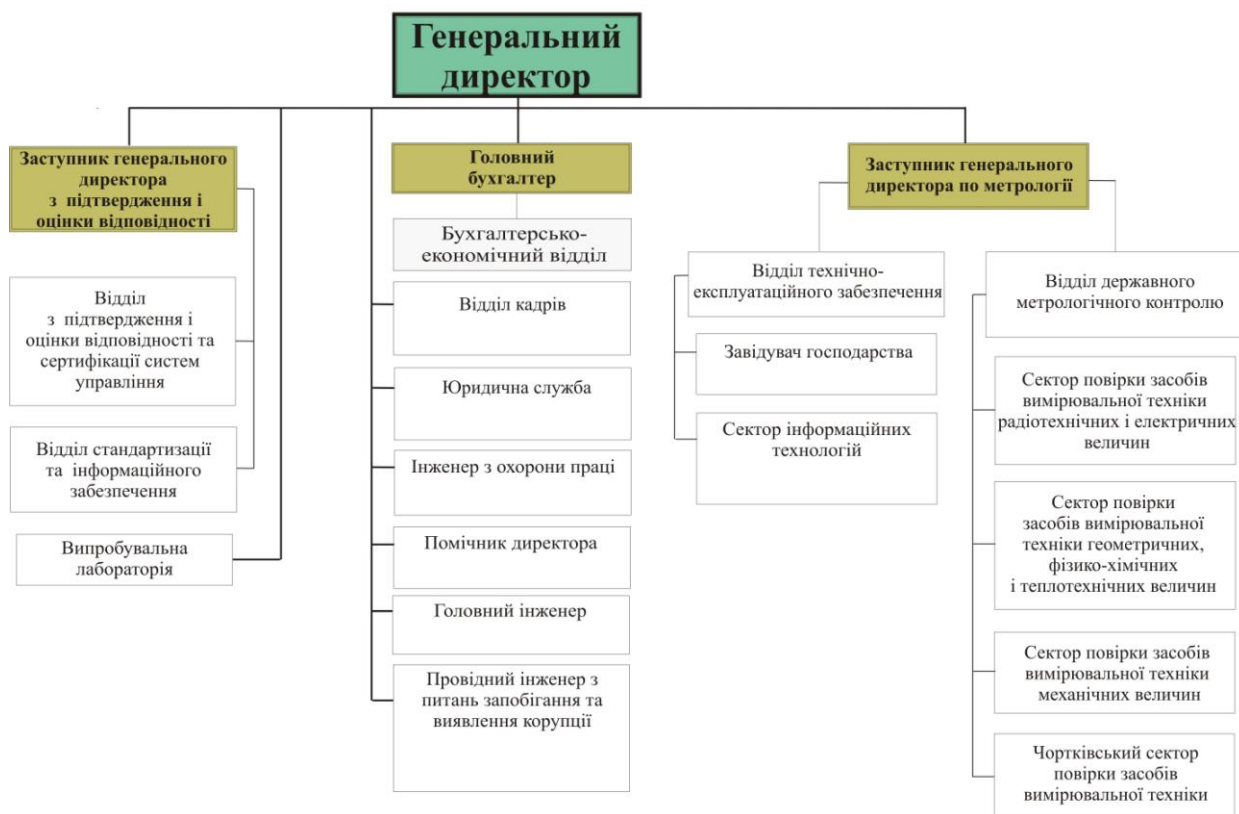 Генеральний
директор
Заступник генерального
директора
з підтвердження і
оцінки відповідності
Відділ
з підтвердження і
оцінки відповідності та
сертифікації систем
управління
Відділ стандартизації
та інформаційного
забезпечення
Випробувальна
лабораторія
Головний
бухгалтер
Бухгалтерсько-
економічний відділ
Відділ кадрів
Юридична служба
Інженер з охорони праці
Помічник директора
Головний інженер
Провідний інженер з
питань запобігання та
виявлення корупції
Заступник генерального
директора по метрології
Відділ технічно-
експлуатаційного забезпечення
Завідувач господарства
Сектор інформаційних
технологій
Відділ державного
метрологічного контролю
Сектор повірки засобів
вимірювальної техніки
радіотехнічних і електричних
величин
Сектор повірки
засобів вимірювальної
техніки геометричних,
фізико-хімічних
і теплотехнічних величин
Сектор повірки засобів
вимірювальної техніки
механічних величин
Чортківський сектор
повірки засобів
вимірювальної техніки